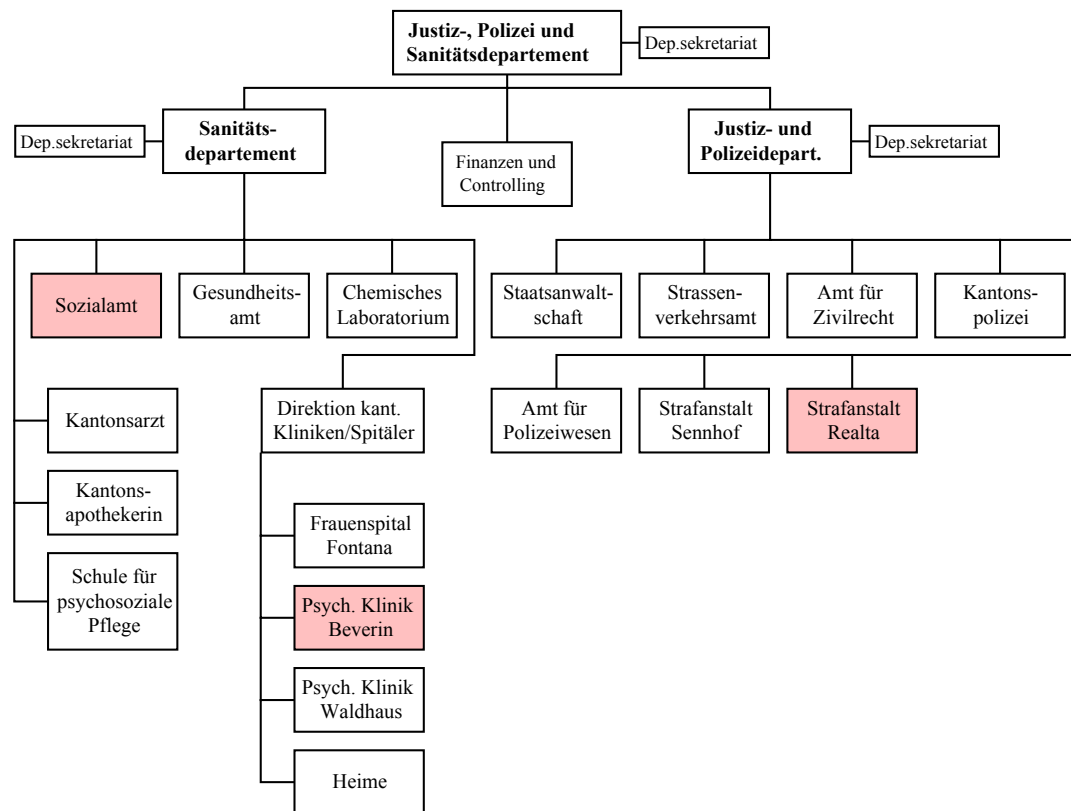 Justiz-, Polizei und
Sanitätsdepartement
Dep.sekretariat
Dep.sekretariat
Sanitäts-
departement
Finanzen und
Controlling
Justiz- und
Polizeidepart.
Dep.sekretariat
Sozialamt
Gesundheits-
amt
Chemisches
Laboratorium
Staatsanwalt-
schaft
Strassen-
verkehrsamt
Amt für
Zivilrecht
Kantons-
polizei
Kantonsarzt
Direktion kant.
Kliniken/Spitäler
Amt für
Polizeiwesen
Strafanstalt
Sennhof
Strafanstalt
Realta
Kantons-
apothekerin
Frauenspital
Fontana
Schule für
psychosoziale
Pflege
Psych. Klinik
Beverin
Psych. Klinik
Waldhaus
Heime